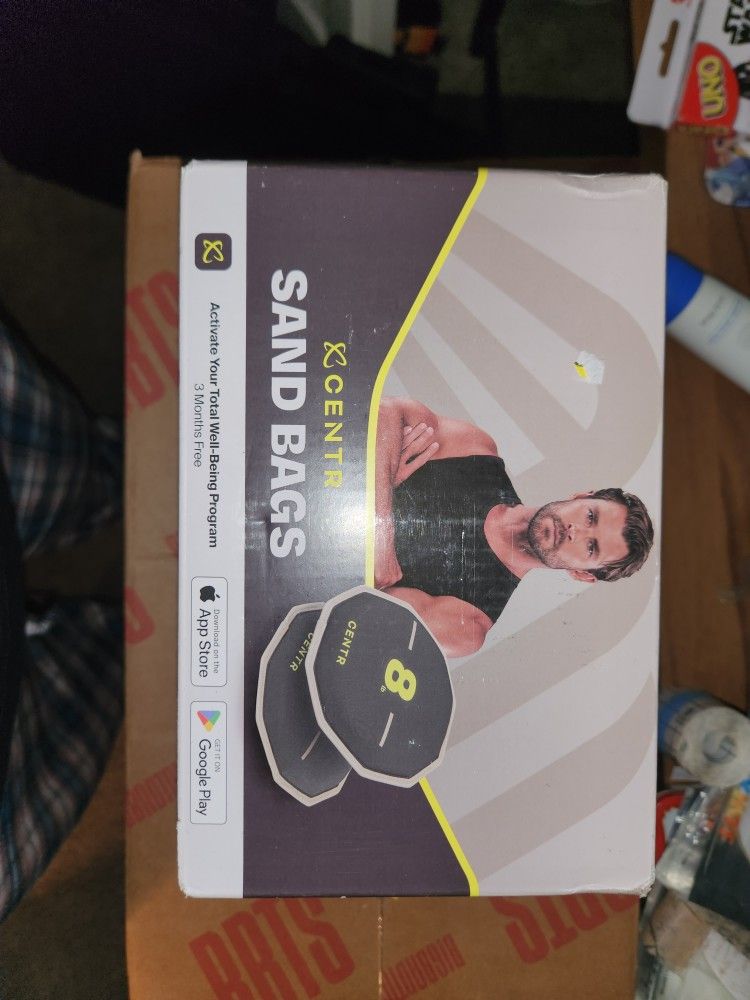 CENTR
SAND BAGS
Activate Your Total Well-Being Program
3 Months Free
Download on the
App Store
GET IT ON
Google Play
8
CENTR
CENTR
UNO